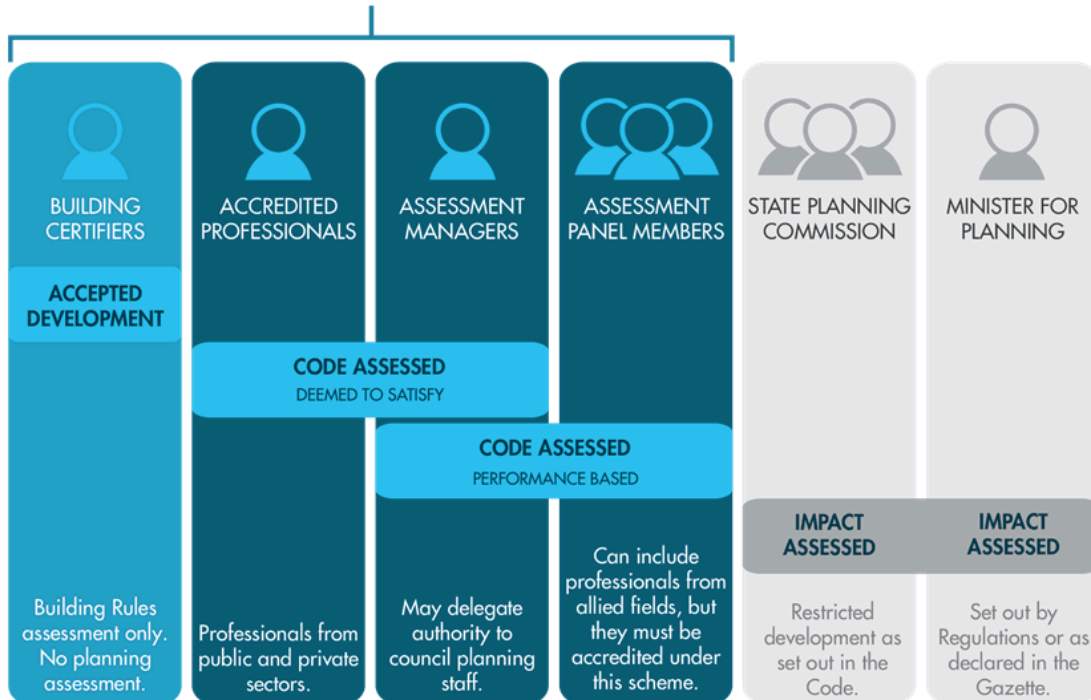 BUILDING
CERTIFIERS
ACCREDITED
PROFESSIONALS
ASSESSMENT
MANAGERS
ASSESSMENT
PANEL MEMBERS
STATE PLANNING
COMMISSION
MINISTER FOR
PLANNING
ACCEPTED
DEVELOPMENT
CODE ASSESSED
DEEMED TO SATISFY
CODE ASSESSED
PERFORMANCE BASED
IMPACT
ASSESSED
IMPACT
ASSESSED
Building Rules
assessment only.
No planning
assessment.
Professionals from
public and private
sectors.
May delegate
authority to
council planning
staff.
Can include
professionals from
allied fields, but
they must be
accredited under
this scheme.
Restricted
development as
set out in the
Code.
Set out by
Regulations or as
declared in the
Gazette.